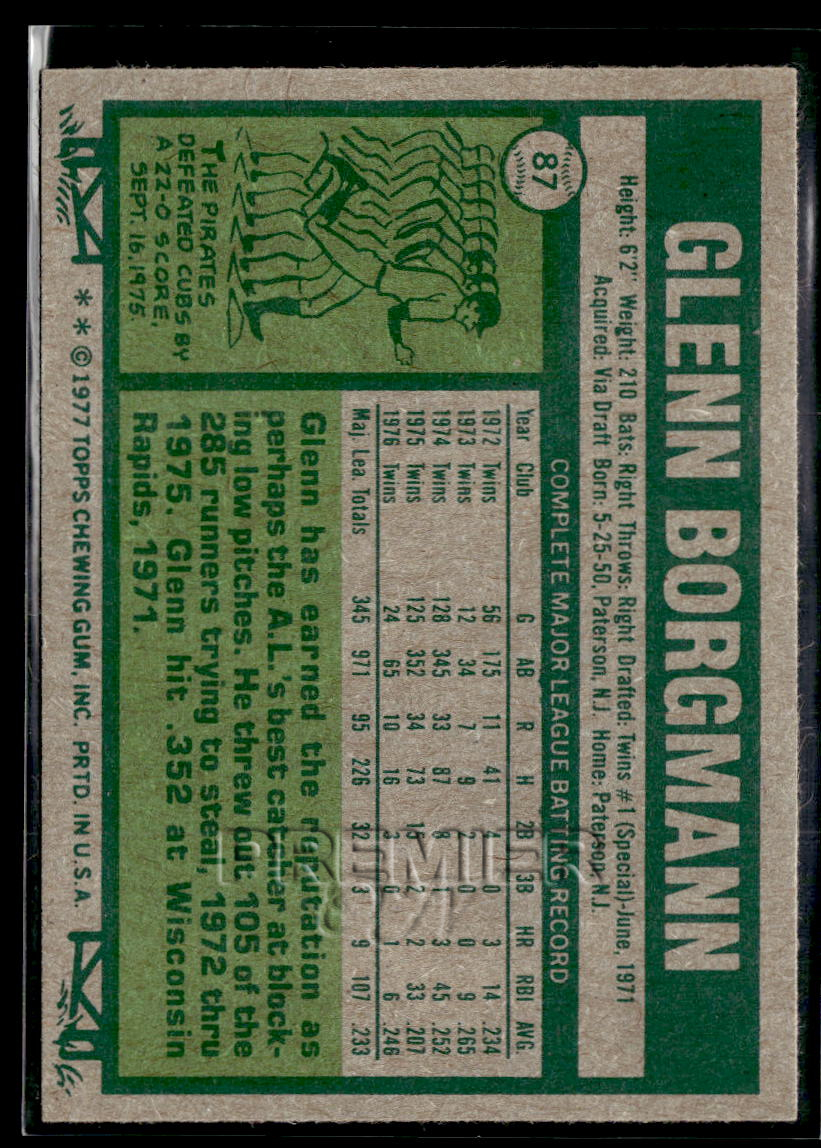 87
GLENN BORGMANN
Height: 6'2" Weight: 210 Bats: Right Throws: Right Drafted: Twins #1 (Special)-June, 1971
Acquired: Via Draft Born: 5-25-50, Paterson, N.J. Home: Paterson, N.J.
COMPLETE MAJOR LEAGUE BATTING RECORD
Year Club G AB R H 2B 3B HR RBI AVG
1972 Twins 56 175 11 41 4 0 3 14 .234
1973 Twins 12 34 7 9 2 0 0 9 .265
1974 Twins 128 345 33 87 8 1 3 45 .252
1975 Twins 125 352 34 73 15 2 2 33 .207
1976 Twins 24 65 10 16 3 0 1 6 .246
Maj. Lea. Totals 345 971 95 226 32 3 9 107 .233
Glenn has earned the reputation as
perhaps the A.L.'s best catcher at block-
ing low pitches. He threw out 105 of the
285 runners trying to steal, 1972 thru
1975. Glenn hit .352 at Wisconsin
Rapids, 1971.
THE PIRATES
DEFEATED CUBS BY
A 22-0 SCORE,
SEPT. 16, 1975.
* * © 1977 TOPPS CHEWING GUM, INC. PRTD. IN U.S.A.
PREMIER